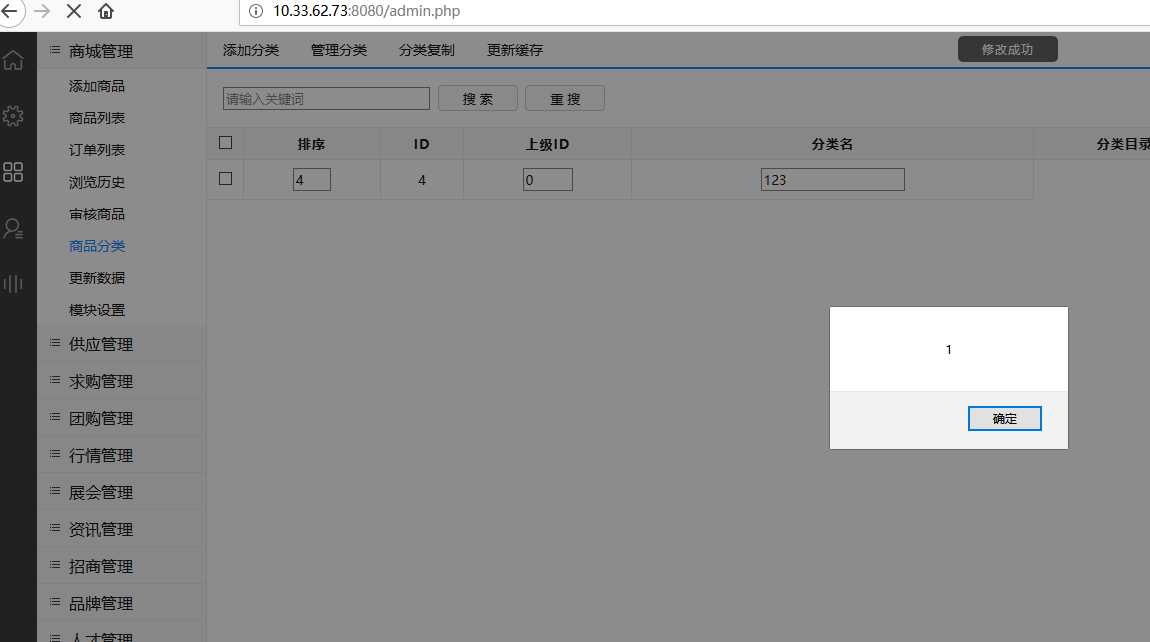 10.33.62.73:8080/admin.php
商城管理
添加商品
商品列表
订单列表
浏览历史
审核商品
商品分类
更新数据
模块设置
供应管理
求购管理
团购管理
行情管理
展会管理
资讯管理
招商管理
品牌管理
人才管理
添加分类 管理分类 分类复制 更新缓存 修改成功
请输入关键词 搜 索 重 搜
排序 ID 上级ID 分类名 分类目录
4 4 0 123
1
确定